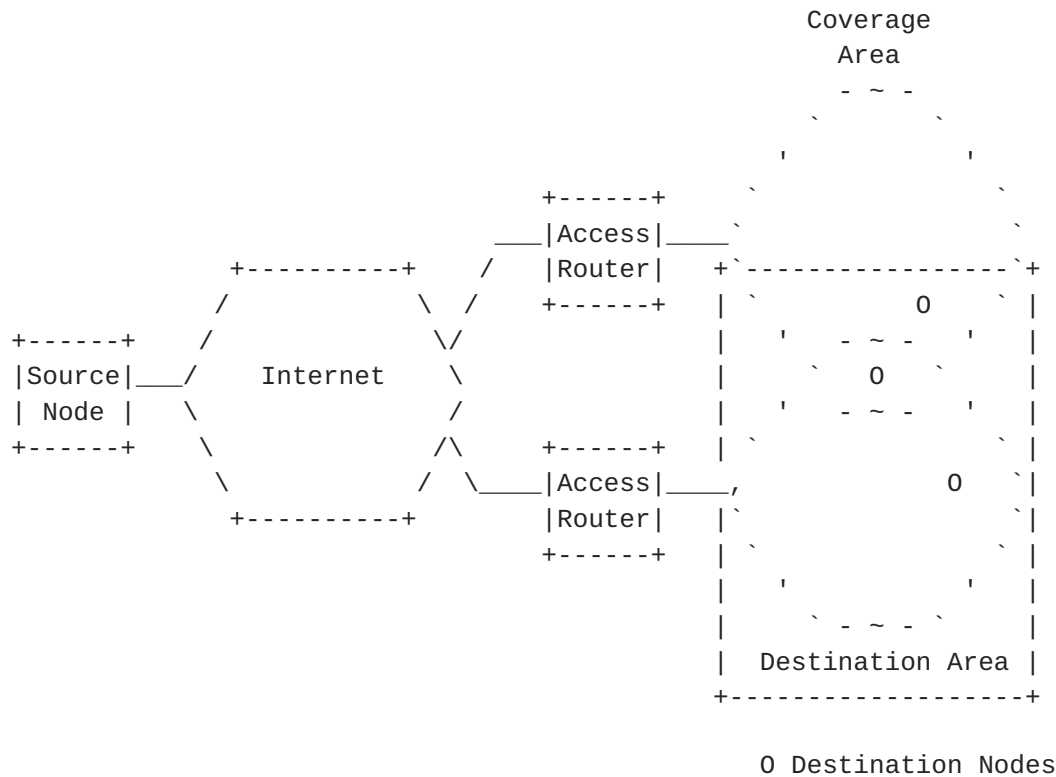 Coverage
Area
Access
Router
Source
Node
Internet
O
O
O
Access
Router
Destination Area
O Destination Nodes